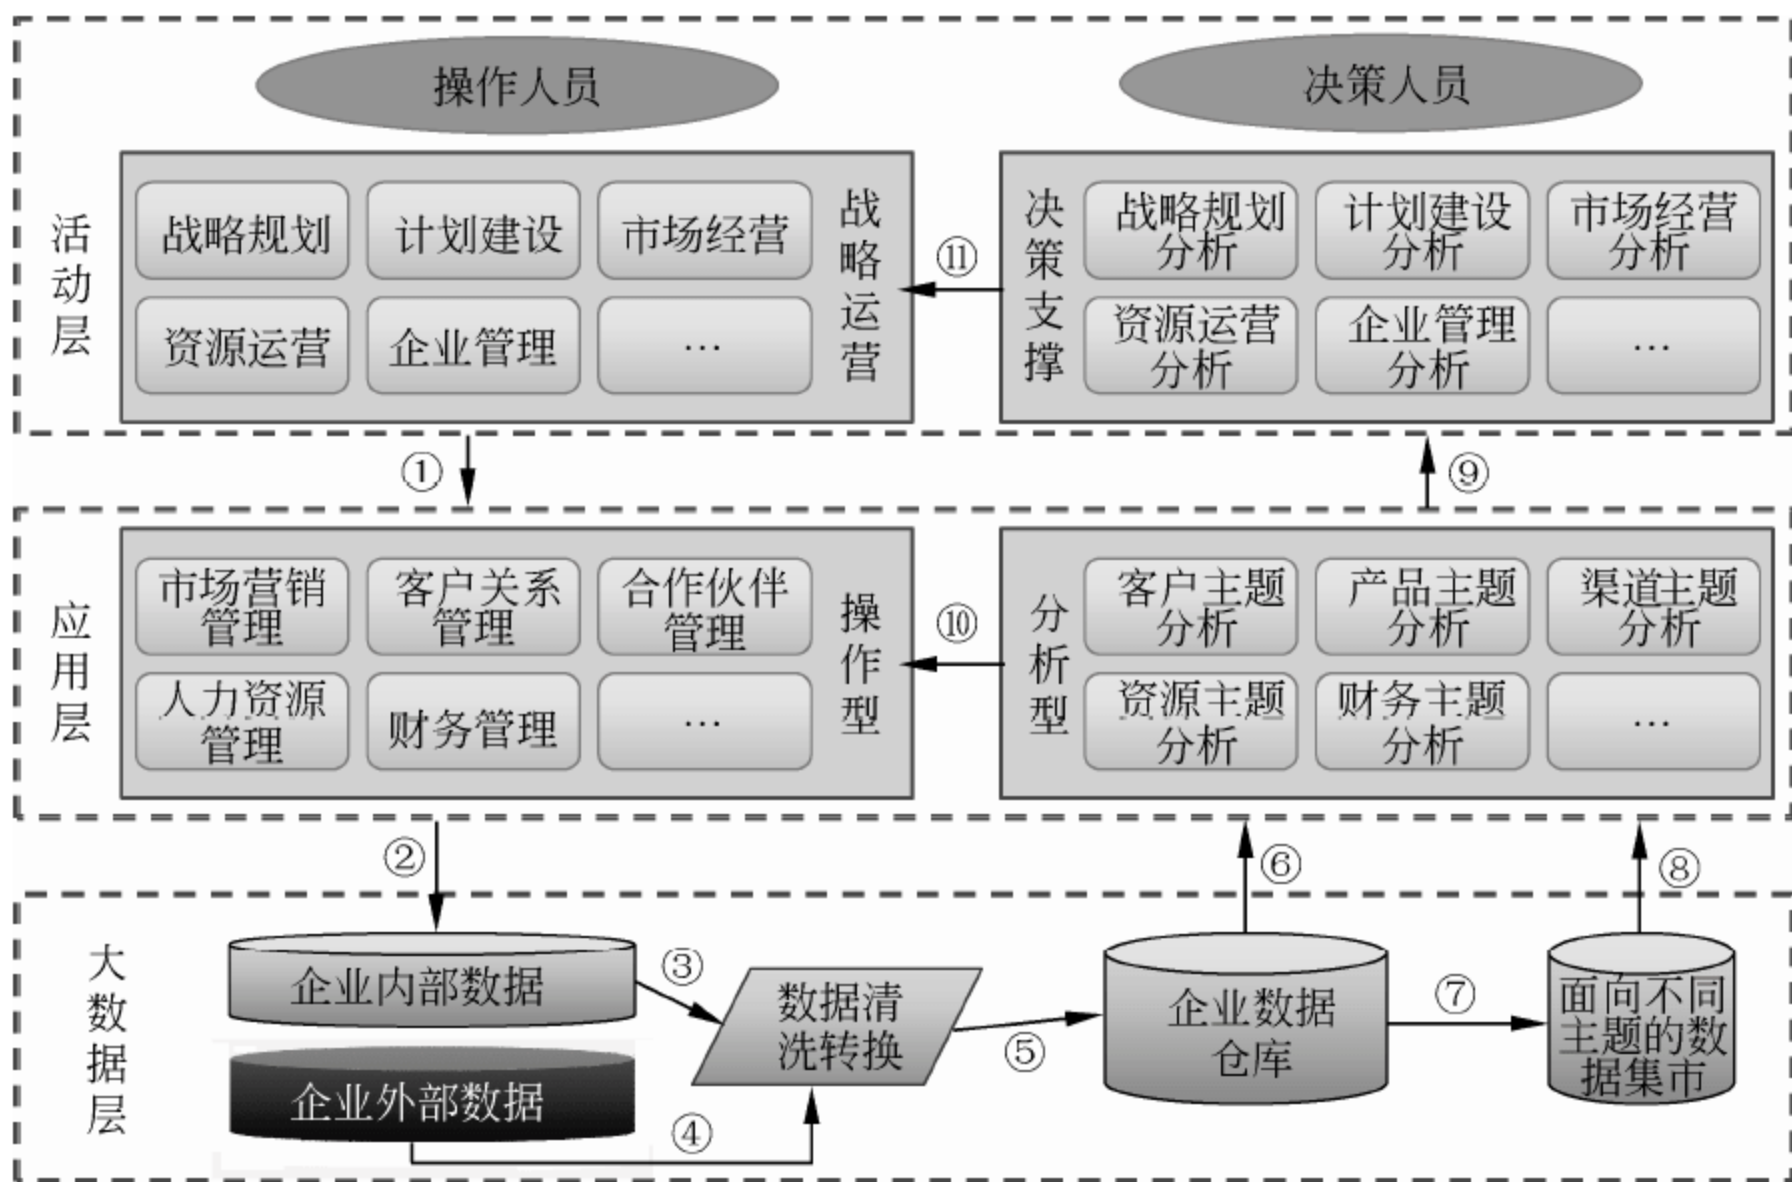 操作人员
决策人员
活动层
战略规划
计划建设
市场经营
资源运营
企业管理
…
战略运营
⑪
决策支撑
战略规划
分析
计划建设
分析
市场经营
分析
资源运营
分析
企业管理
分析
…
①
⑨
应用层
市场营销
管理
客户关系
管理
合作伙伴
管理
人力资源
管理
财务管理
…
操作型
⑩
分析型
客户主题
分析
产品主题
分析
渠道主题
分析
资源主题
分析
财务主题
分析
…
②
⑥
⑧
大数据层
企业内部数据
企业外部数据
③
④
数据清
洗转换
⑤
企业数据
仓库
⑦
面向不同
主题的数
据集市